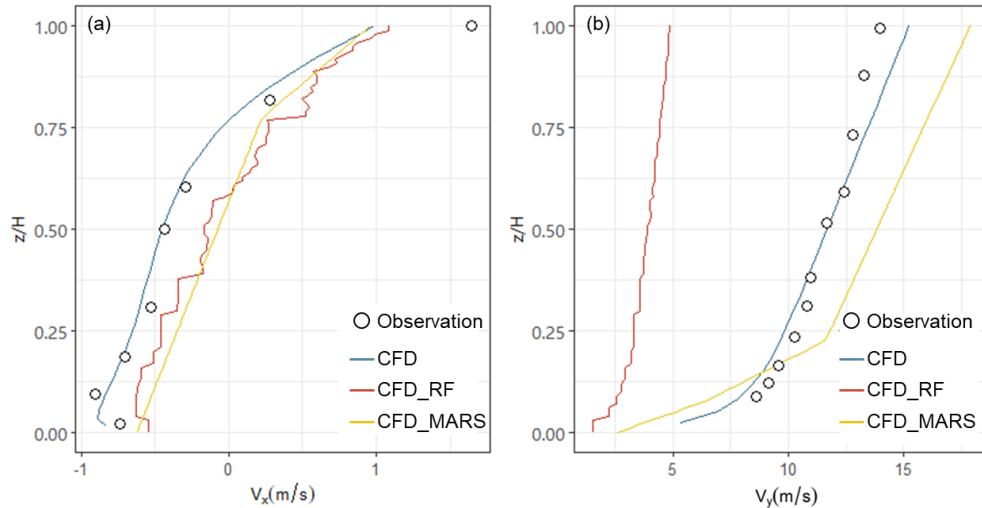 (a)
1.00
0.75
0.50
0.25
0.00
z/H
-1
0
1
Vₓ(m/s)
Observation
CFD
CFD_RF
CFD_MARS
(b)
1.00
0.75
0.50
0.25
0.00
z/H
5
10
15
Vy(m/s)
Observation
CFD
CFD_RF
CFD_MARS